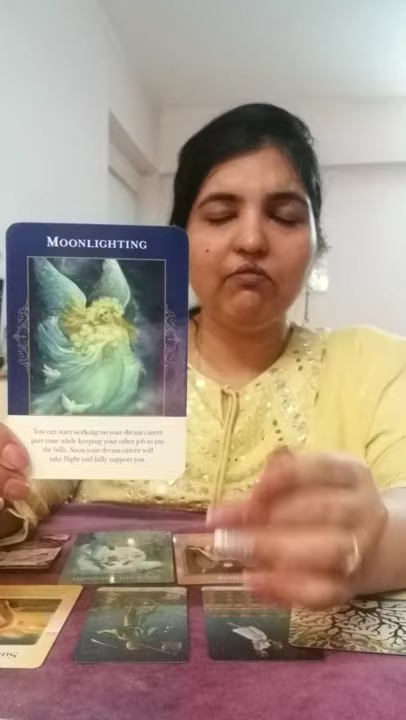 MOONLIGHTING
You can start working on your dream career
part-time while keeping your other job to pay
the bills. Soon your dream career will
take flight and fully support you.